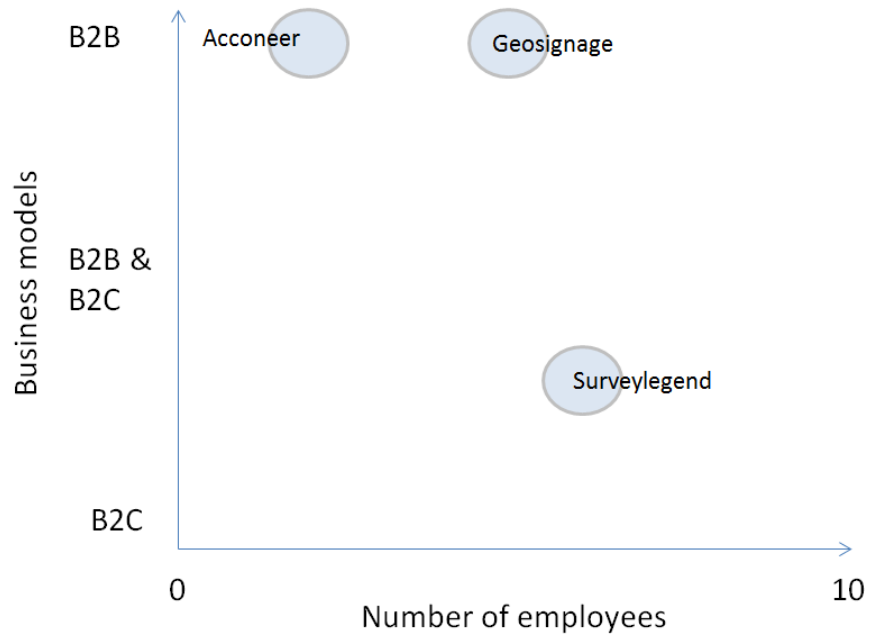 B2B
Acconeer
Geosignage
Business models
B2B &
B2C
Surveylegend
B2C
0
10
Number of employees